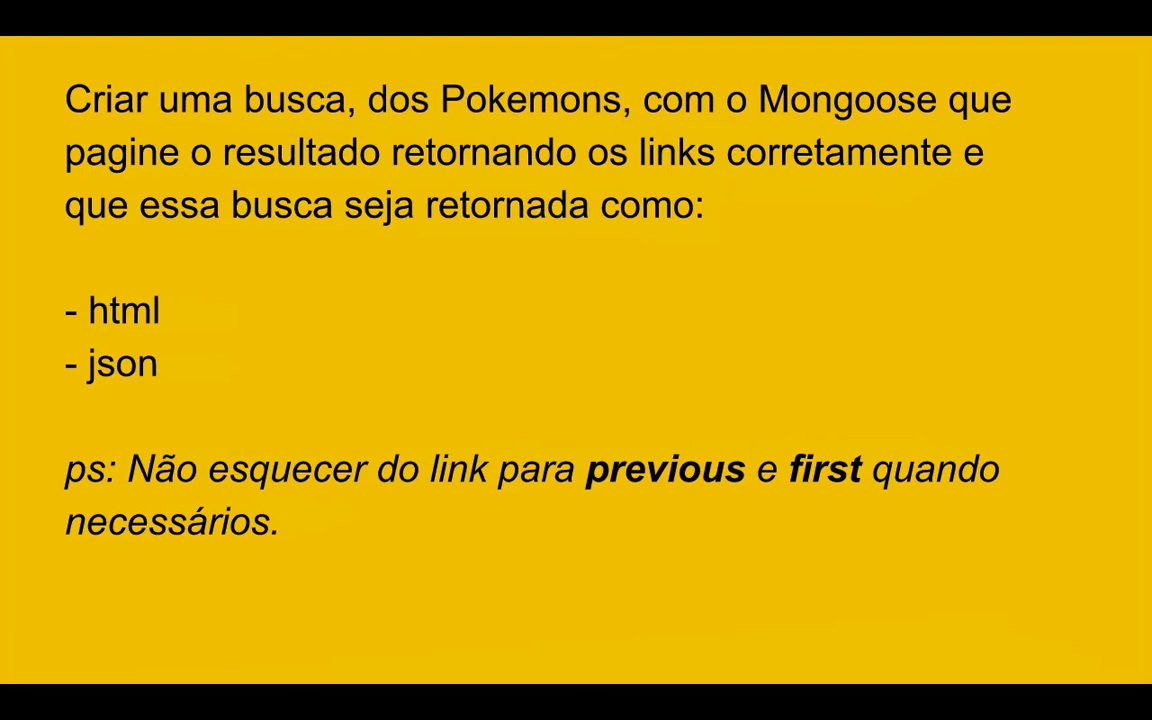 Criar uma busca, dos Pokemons, com o Mongoose que
pagine o resultado retornando os links corretamente e
que essa busca seja retornada como:
- html
- json
ps: Não esquecer do link para previous e first quando
necessários.